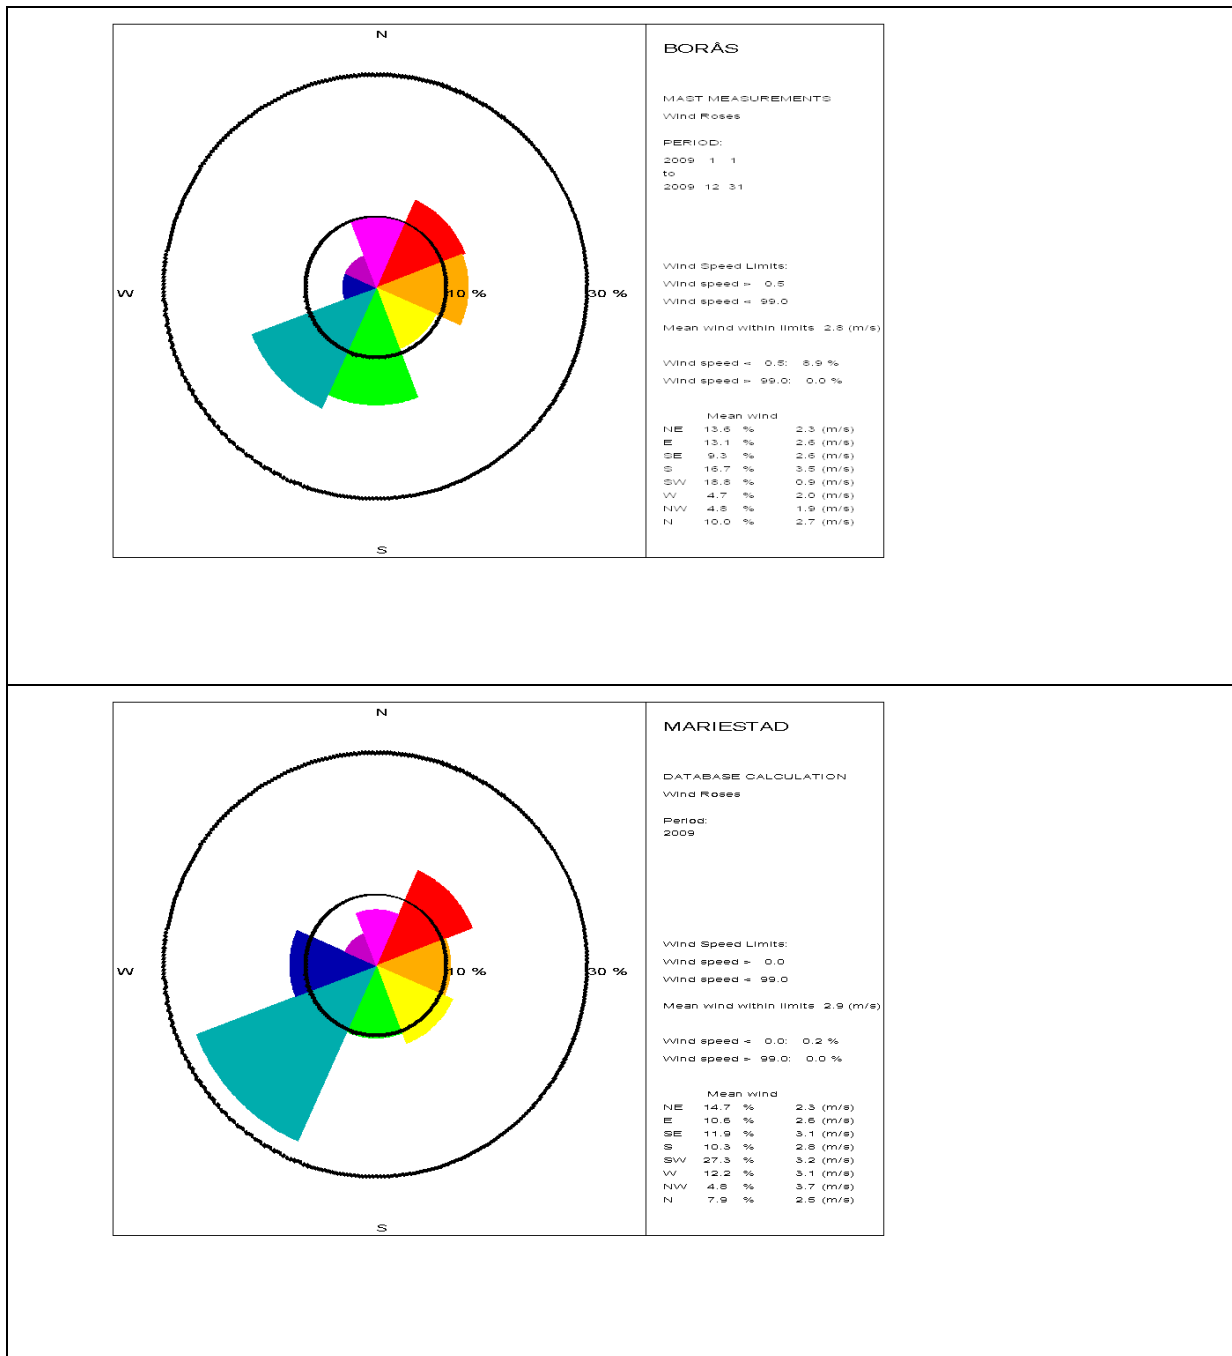 N
W
10 %
30 %
S
BORÅS
MAST MEASUREMENTS
Wind Roses
PERIOD:
2009 1 1
to
2009 12 31
Wind Speed Limits:
Wind speed > 0.5
Wind speed < 99.0
Mean wind within limits 2.8 (m/s)
Wind speed < 0.5: 8.9 %
Wind speed > 99.0: 0.0 %
Mean wind
NE 13.6 % 2.3 (m/s)
E 13.1 % 2.6 (m/s)
SE 9.3 % 2.6 (m/s)
S 16.7 % 3.5 (m/s)
SW 18.8 % 0.9 (m/s)
W 4.7 % 2.0 (m/s)
NW 4.8 % 1.9 (m/s)
N 10.0 % 2.7 (m/s)
N
W
10 %
30 %
S
MARIESTAD
DATABASE CALCULATION
Wind Roses
Period:
2009
Wind Speed Limits:
Wind speed > 0.0
Wind speed < 99.0
Mean wind within limits 2.9 (m/s)
Wind speed < 0.0: 0.2 %
Wind speed > 99.0: 0.0 %
Mean wind
NE 14.7 % 2.3 (m/s)
E 10.6 % 2.6 (m/s)
SE 11.9 % 3.1 (m/s)
S 10.3 % 2.8 (m/s)
SW 27.3 % 3.2 (m/s)
W 12.2 % 3.1 (m/s)
NW 4.8 % 3.7 (m/s)
N 7.9 % 2.5 (m/s)